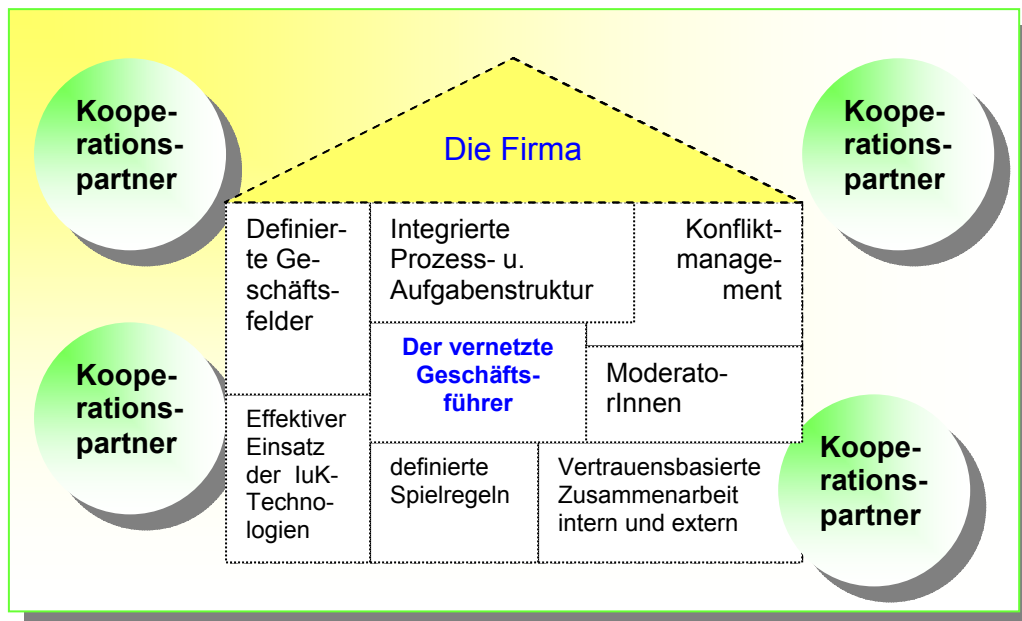 Koope-
rations-
partner
Koope-
rations-
partner
Die Firma
Definier-
te Ge-
schäfts-
felder
Integrierte
Prozess- u.
Aufgabenstruktur
Konflikt-
manage-
ment
Der vernetzte
Geschäfts-
führer
Moderato-
rInnen
Koope-
rations-
partner
Effektiver
Einsatz
der IuK-
Techno-
logien
definierte
Spielregeln
Vertrauensbasierte
Zusammenarbeit
intern und extern
Koope-
rations-
partner